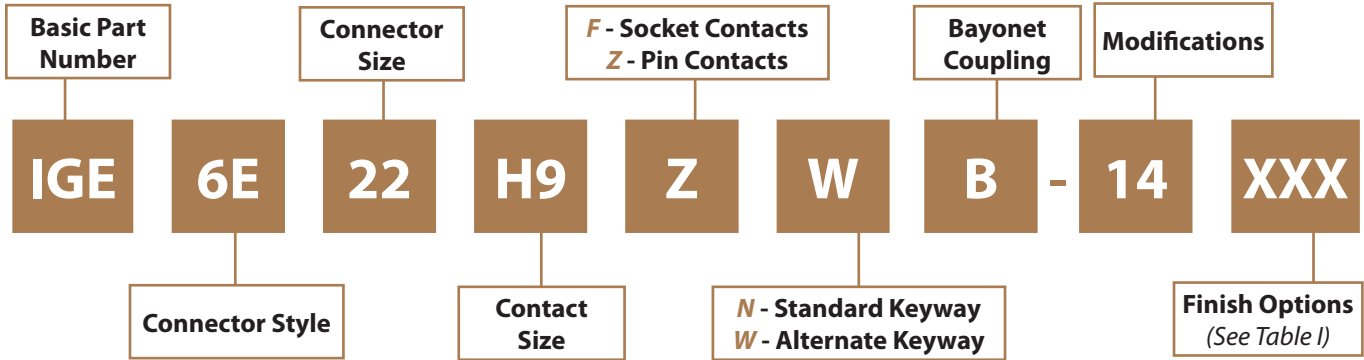 Basic Part
Number
Connector
Size
F - Socket Contacts
Z - Pin Contacts
Bayonet
Coupling
Modifications
IGE 6E 22 H9 Z W B - 14 XXX
Connector Style
Contact
Size
N - Standard Keyway
W - Alternate Keyway
Finish Options
(See Table I)